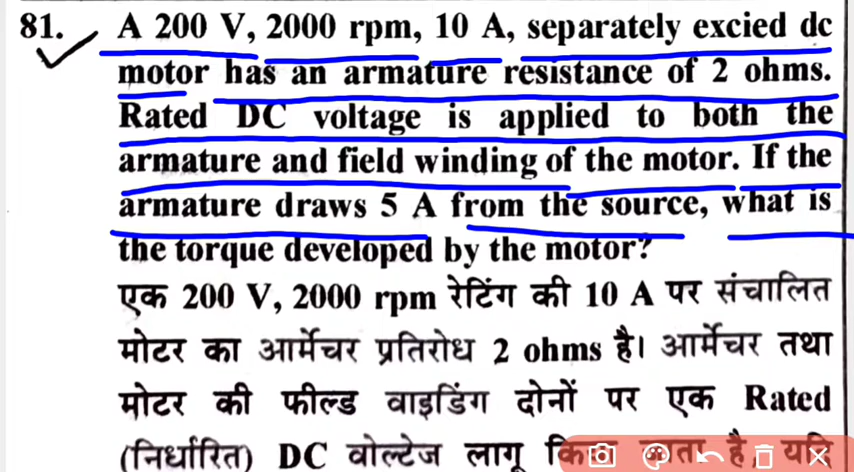 81. A 200 V, 2000 rpm, 10 A, separately excied dc
motor has an armature resistance of 2 ohms.
Rated DC voltage is applied to both the
armature and field winding of the motor. If the
armature draws 5 A from the source, what is
the torque developed by the motor?
एक 200 V, 2000 rpm रेटिंग की 10 A पर संचालित
मोटर का आर्मेचर प्रतिरोध 2 ohms है। आर्मेचर तथा
मोटर की फील्ड वाइडिंग दोनों पर एक Rated
(निर्धारित) DC वोल्टेज लागू है, यदि